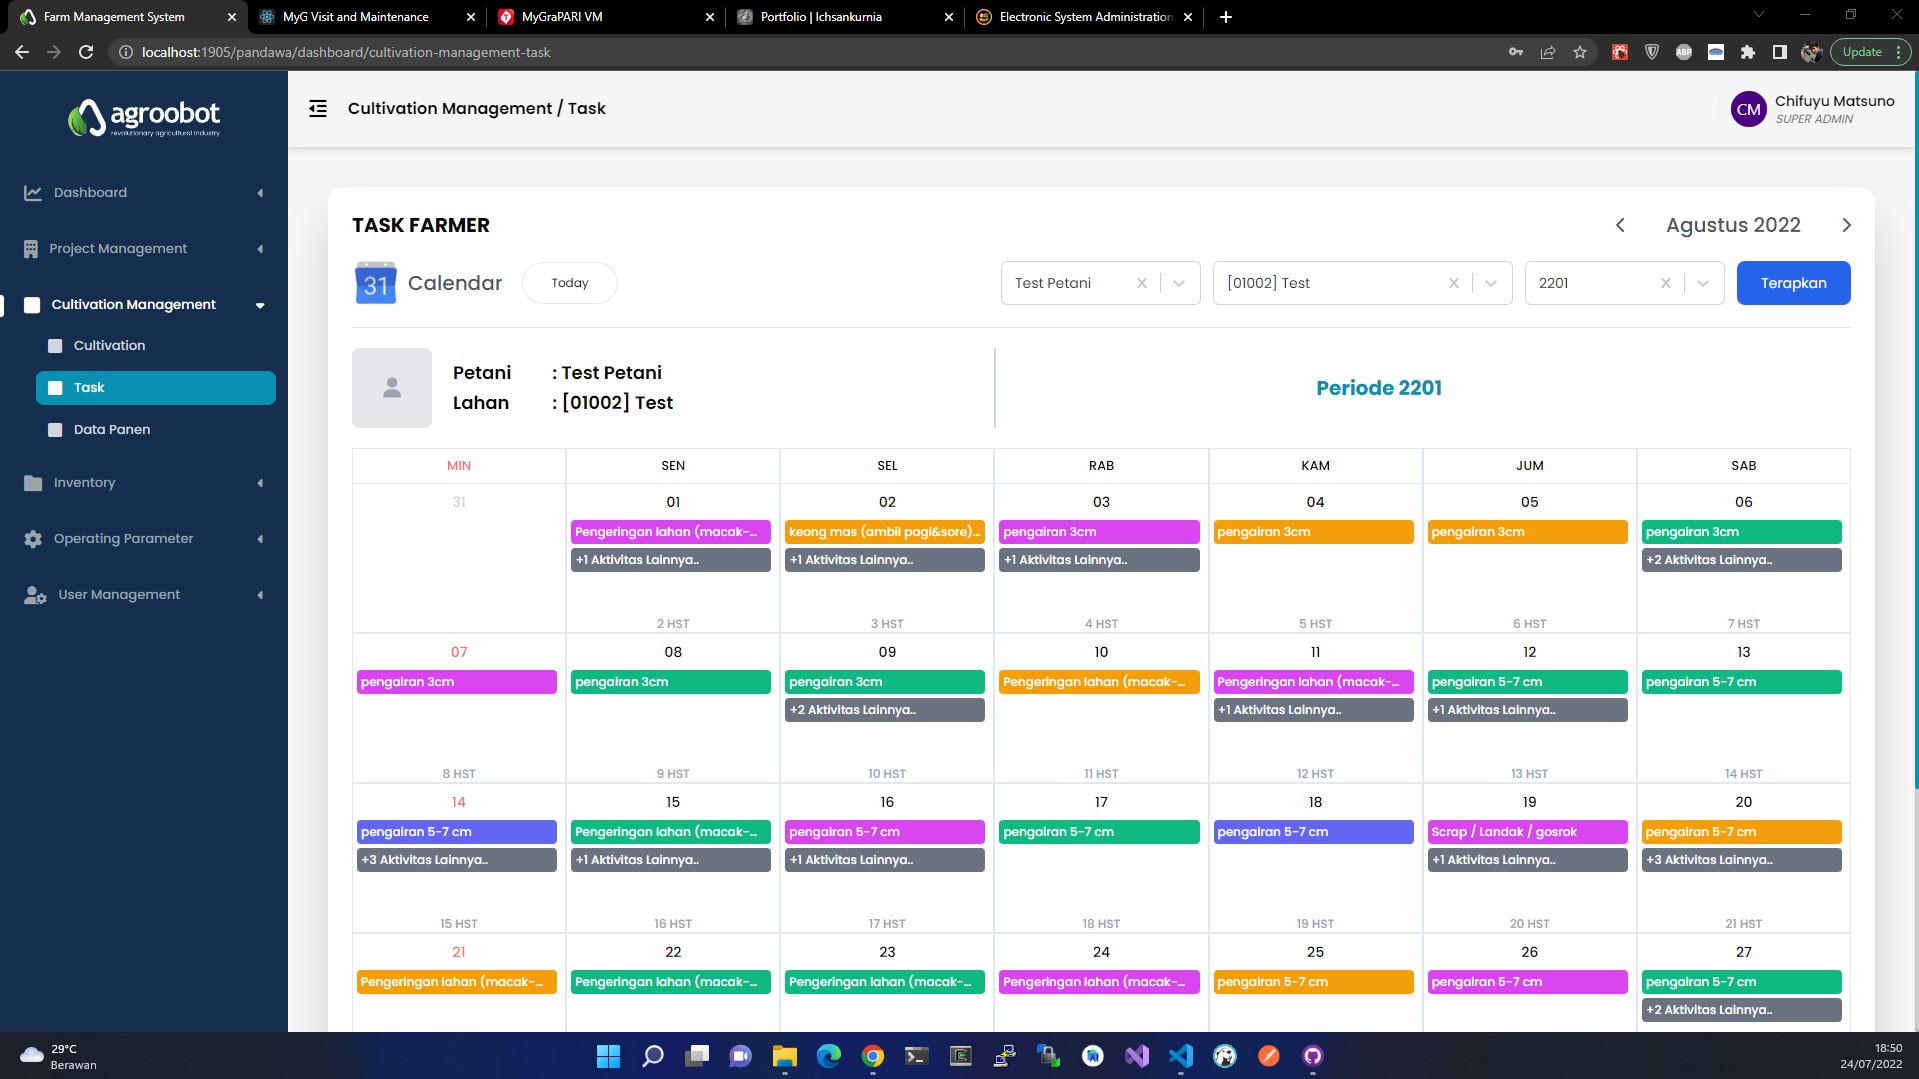 Farm Management System
MyG Visit and Maintenance
MyGraPARI VM
Portfolio | Ichsankurnia
Electronic System Administration
localhost:1905/pandawa/dashboard/cultivation-management-task
ABP
Update
agroobot
revolutionary agricultural industry
Cultivation Management / Task
CM
Chifuyu Matsuno
SUPER ADMIN
Dashboard
Project Management
Cultivation Management
Cultivation
Task
Data Panen
Inventory
Operating Parameter
User Management
TASK FARMER
Agustus 2022
31
Calendar
Today
Test Petani
[01002] Test
2201
Terapkan
Petani : Test Petani
Lahan : [01002] Test
Periode 2201
MIN SEN SEL RAB KAM JUM SAB
31 01 02 03 04 05 06
Pengeringan lahan (macak-... keong mas (ambil pagi&sore)... pengairan 3cm pengairan 3cm pengairan 3cm pengairan 3cm
+1 Aktivitas Lainnya.. +1 Aktivitas Lainnya.. +1 Aktivitas Lainnya.. +2 Aktivitas Lainnya..
2 HST 3 HST 4 HST 5 HST 6 HST 7 HST
07 08 09 10 11 12 13
pengairan 3cm pengairan 3cm pengairan 3cm Pengeringan lahan (macak-... Pengeringan lahan (macak-... pengairan 5-7 cm pengairan 5-7 cm
+2 Aktivitas Lainnya.. +1 Aktivitas Lainnya.. +1 Aktivitas Lainnya..
8 HST 9 HST 10 HST 11 HST 12 HST 13 HST 14 HST
14 15 16 17 18 19 20
pengairan 5-7 cm Pengeringan lahan (macak-... pengairan 5-7 cm pengairan 5-7 cm pengairan 5-7 cm Scrap / Landak / gosrok pengairan 5-7 cm
+3 Aktivitas Lainnya.. +1 Aktivitas Lainnya.. +1 Aktivitas Lainnya.. +1 Aktivitas Lainnya.. +3 Aktivitas Lainnya..
15 HST 16 HST 17 HST 18 HST 19 HST 20 HST 21 HST
21 22 23 24 25 26 27
Pengeringan lahan (macak-... Pengeringan lahan (macak-... Pengeringan lahan (macak-... Pengeringan lahan (macak-... pengairan 5-7 cm pengairan 5-7 cm pengairan 5-7 cm
+2 Aktivitas Lainnya..
29°C
Berawan
18:50
24/07/2022